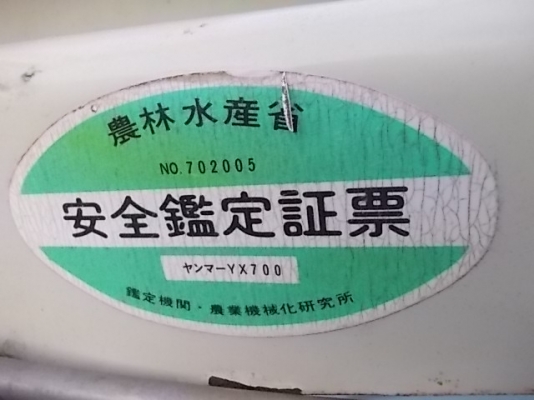 農林水産省
NO.702005
安全鑑定証票
ヤンマーYX700
鑑定機関・農業機械化研究所